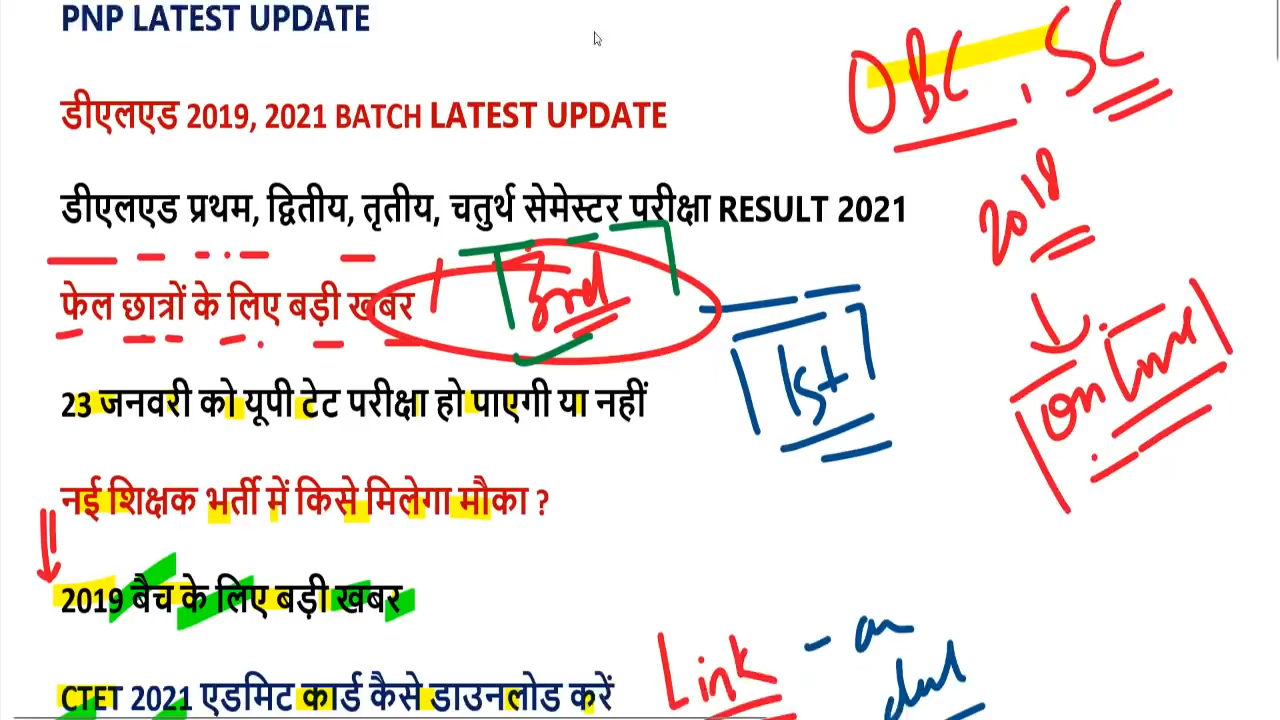 PNP LATEST UPDATE
डीएलएड 2019, 2021 BATCH LATEST UPDATE
डीएलएड प्रथम, द्वितीय, तृतीय, चतुर्थ सेमेस्टर परीक्षा RESULT 2021
फेल छात्रों के लिए बड़ी खबर
23 जनवरी को यूपी टेट परीक्षा हो पाएगी या नहीं
नई शिक्षक भर्ती में किसे मिलेगा मौका ?
2019 बैच के लिए बड़ी खबर
CTET 2021 एडमिट कार्ड कैसे डाउनलोड करें
OBC, SC
2018
3rd
1st
Link